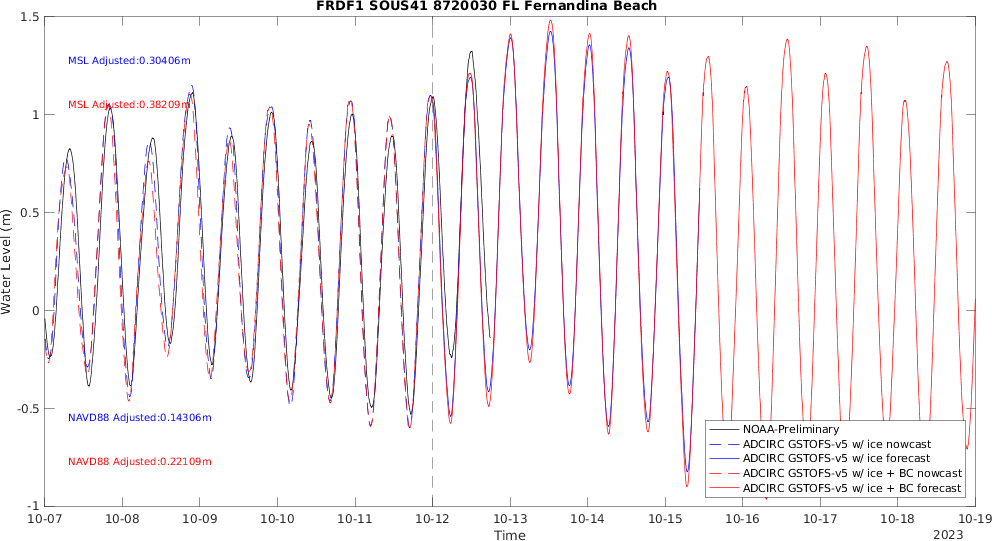 FRDF1 SOUS41 8720030 FL Fernandina Beach
1.5
1
0.5
0
-0.5
-1
Water Level (m)
MSL Adjusted:0.30406m
MSL Adjusted:0.38209m
NAVD88 Adjusted:0.14306m
NAVD88 Adjusted:0.22109m
NOAA-Preliminary
ADCIRC GSTOFS-v5 w/ ice nowcast
ADCIRC GSTOFS-v5 w/ ice forecast
ADCIRC GSTOFS-v5 w/ ice + BC nowcast
ADCIRC GSTOFS-v5 w/ ice + BC forecast
10-07 10-08 10-09 10-10 10-11 10-12 10-13 10-14 10-15 10-16 10-17 10-18 10-19
Time
2023